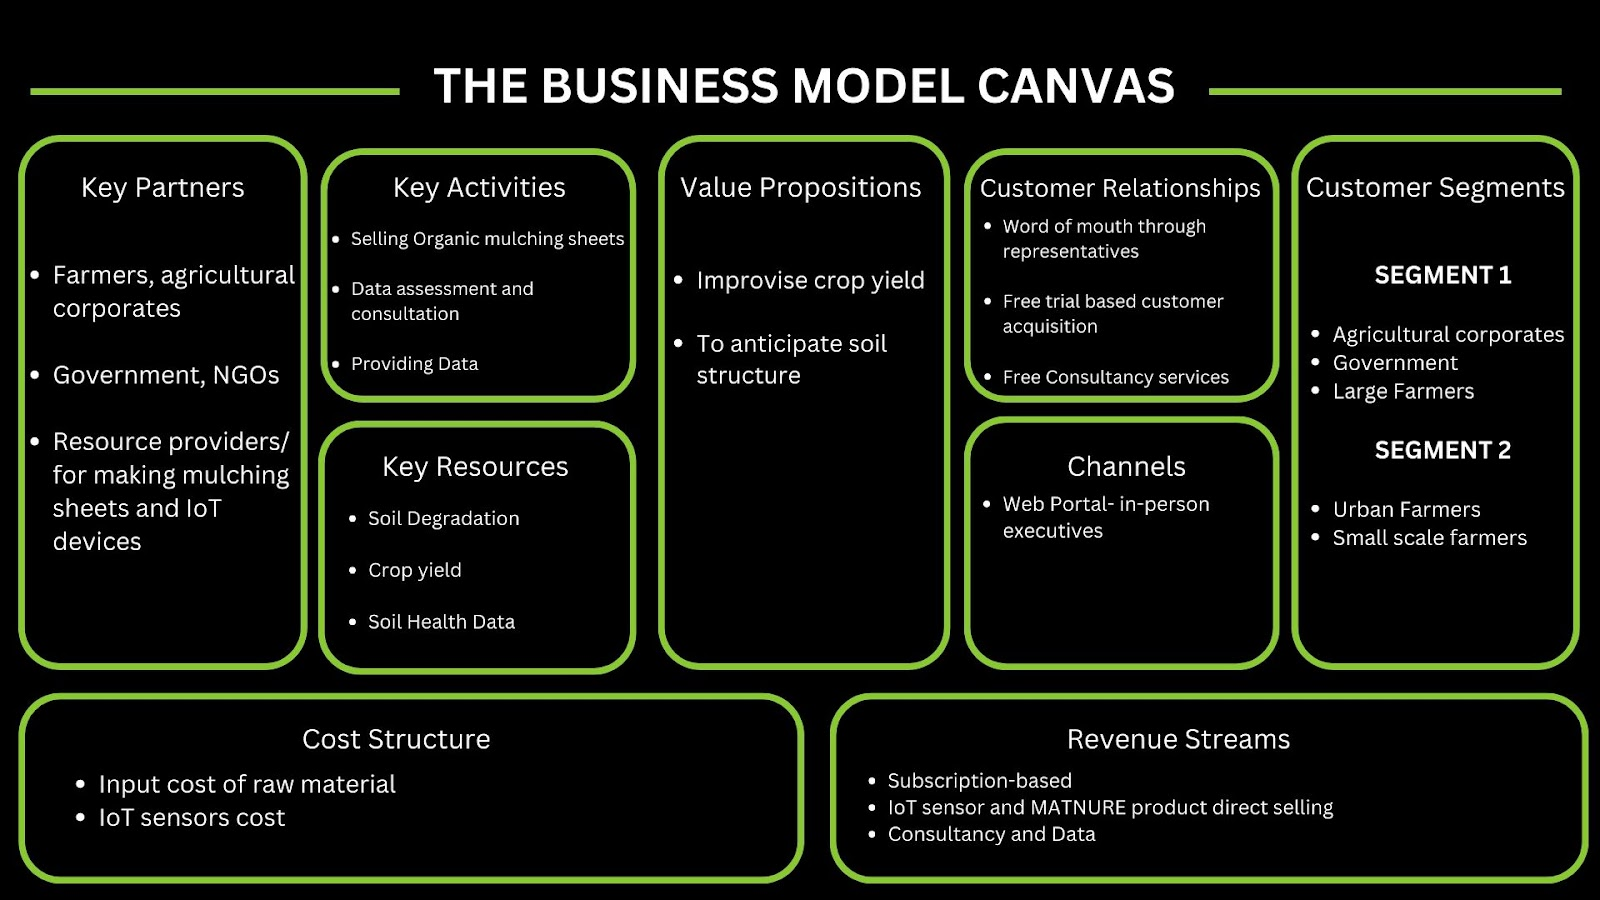 THE BUSINESS MODEL CANVAS
Key Partners
• Farmers, agricultural
corporates
• Government, NGOs
• Resource providers/
for making mulching
sheets and IoT
devices
Key Activities
• Selling Organic mulching sheets
• Data assessment and
consultation
• Providing Data
Key Resources
• Soil Degradation
• Crop yield
• Soil Health Data
Value Propositions
• Improvise crop yield
• To anticipate soil
structure
Customer Relationships
• Word of mouth through
representatives
• Free trial based customer
acquisition
• Free Consultancy services
Channels
• Web Portal- in-person
executives
Customer Segments
SEGMENT 1
• Agricultural corporates
• Government
• Large Farmers
SEGMENT 2
• Urban Farmers
• Small scale farmers
Cost Structure
• Input cost of raw material
• IoT sensors cost
Revenue Streams
• Subscription-based
• IoT sensor and MATNURE product direct selling
• Consultancy and Data